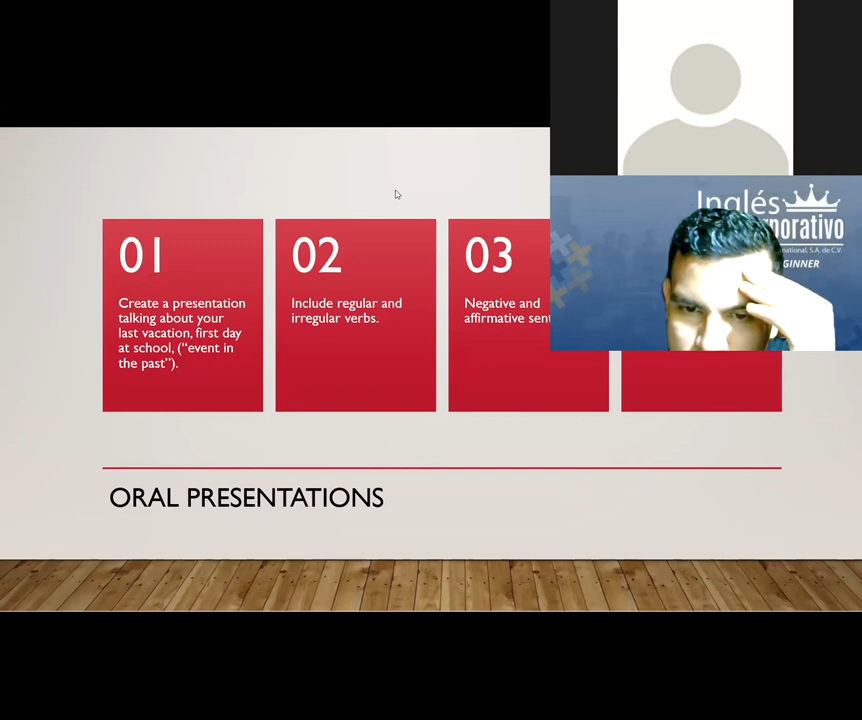 01
Create a presentation
talking about your
last vacation, first day
at school, (“event in
the past”).
02
Include regular and
irregular verbs.
03
Negative and
affirmative
ORAL PRESENTATIONS
Inglés